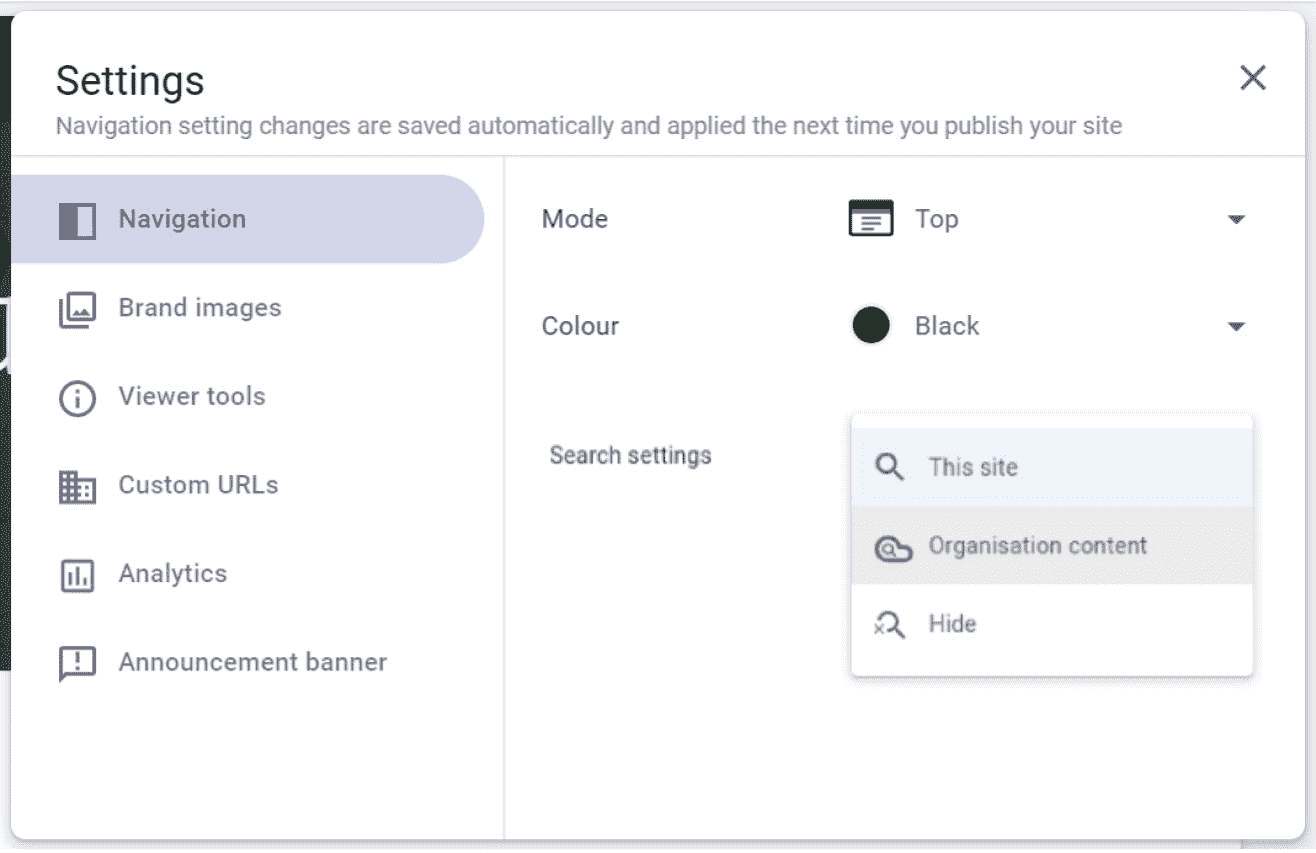 Settings
Navigation setting changes are saved automatically and applied the next time you publish your site
Navigation
Brand images
Viewer tools
Custom URLs
Analytics
Announcement banner
Mode
Top
Colour
Black
Search settings
This site
Organisation content
Hide